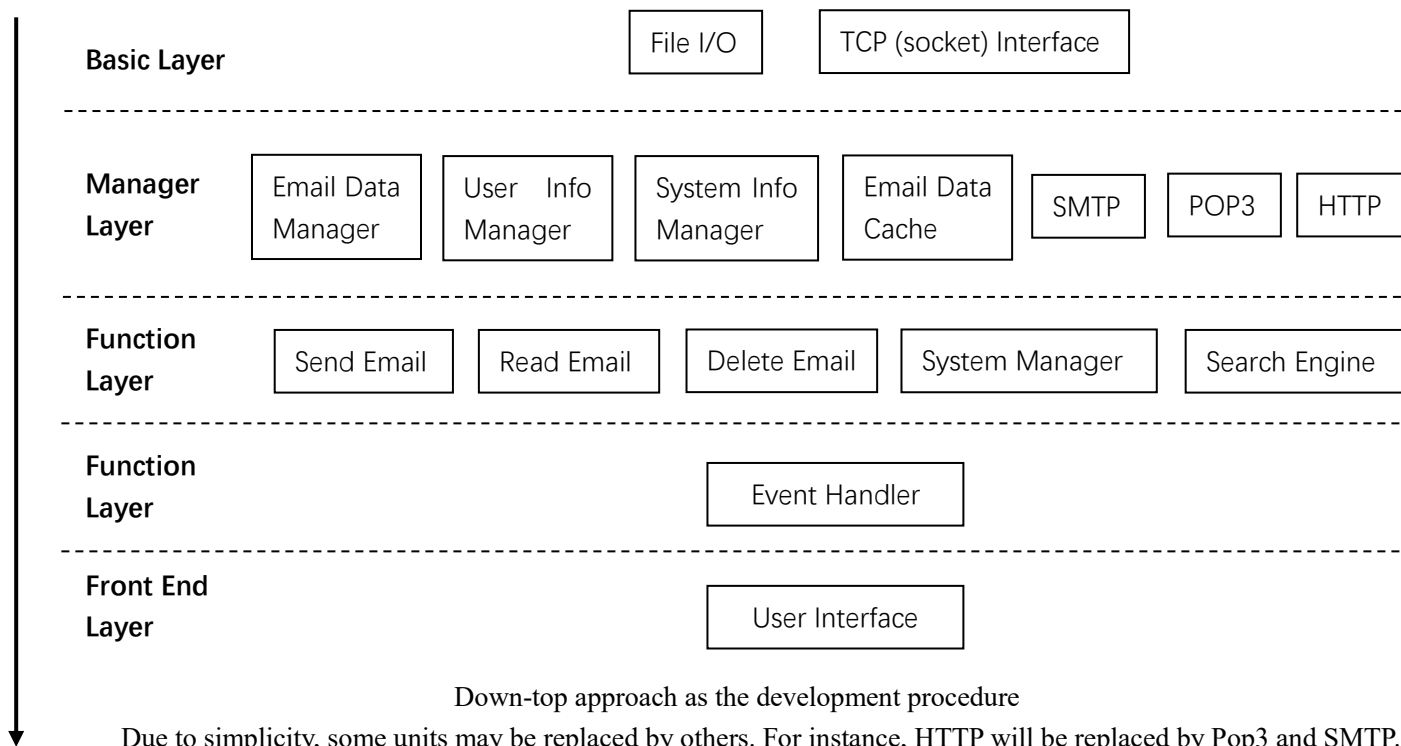 Basic Layer
File I/O
TCP (socket) Interface
Manager
Layer
Email Data
Manager
User Info
Manager
System Info
Manager
Email Data
Cache
SMTP
POP3
HTTP
Function
Layer
Send Email
Read Email
Delete Email
System Manager
Search Engine
Function
Layer
Event Handler
Front End
Layer
User Interface
Down-top approach as the development procedure
Due to simplicity, some units may be replaced by others. For instance, HTTP will be replaced by Pop3 and SMTP.